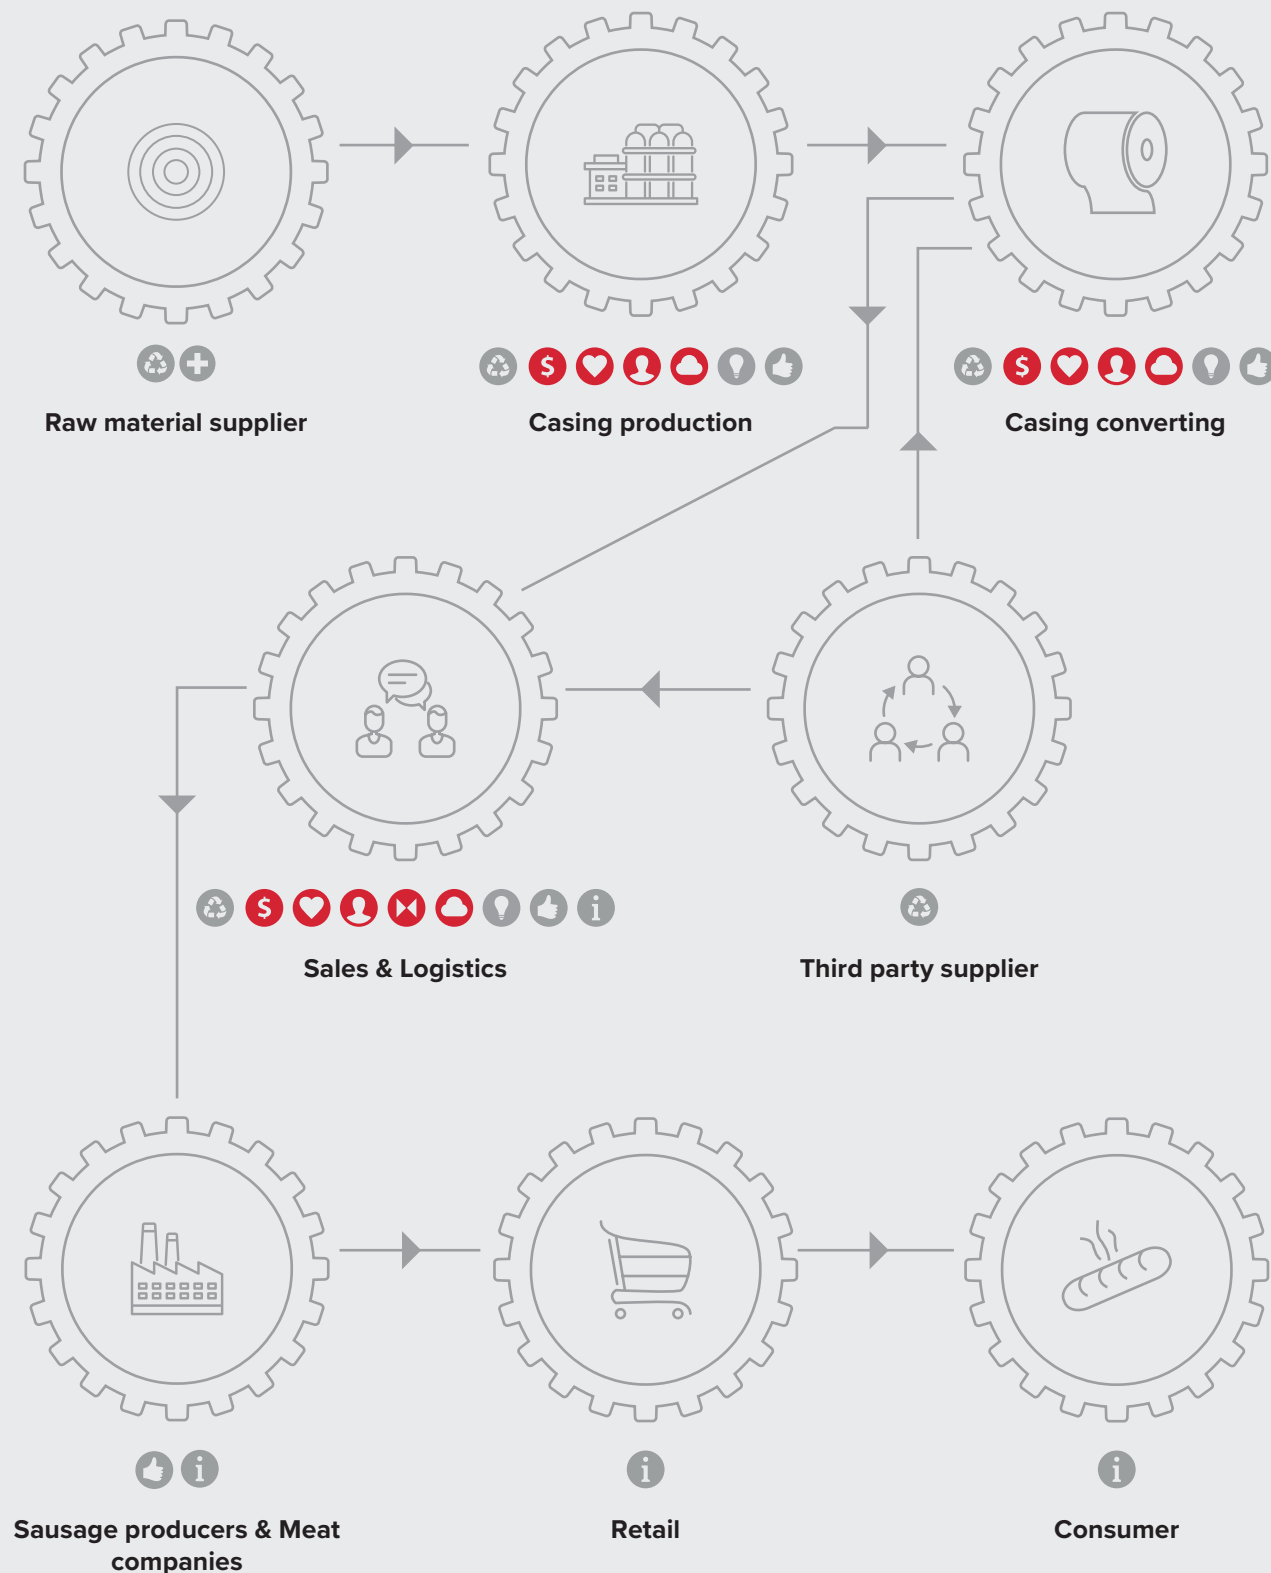 Raw material supplier
Casing production
Casing converting
Sales & Logistics
Third party supplier
Sausage producers & Meat
companies
Retail
Consumer